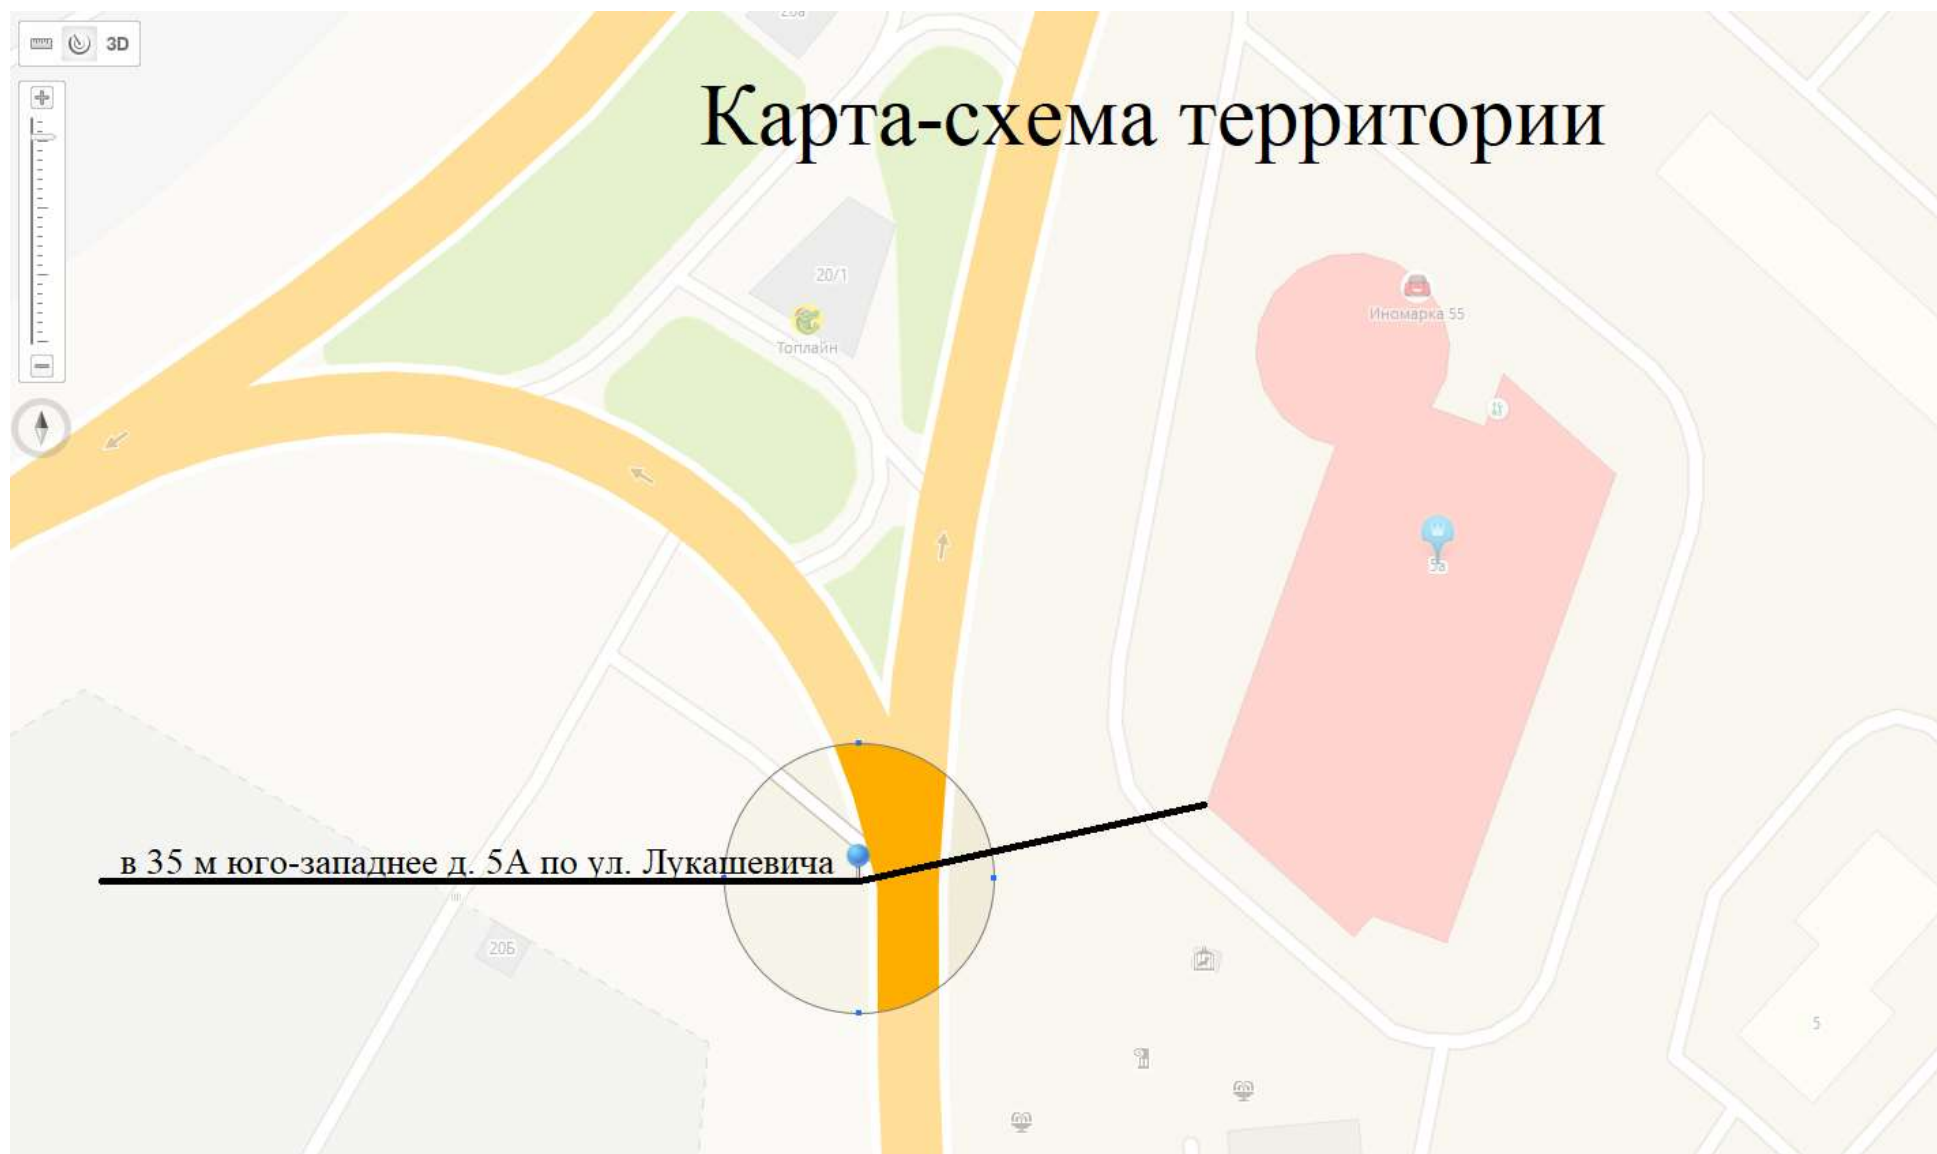 20а
3D
Карта-схема территории
20/1
Иномарка 55
Топлайн
5а
в 35 м юго-западнее д. 5А по ул. Лукашевича
20Б
5